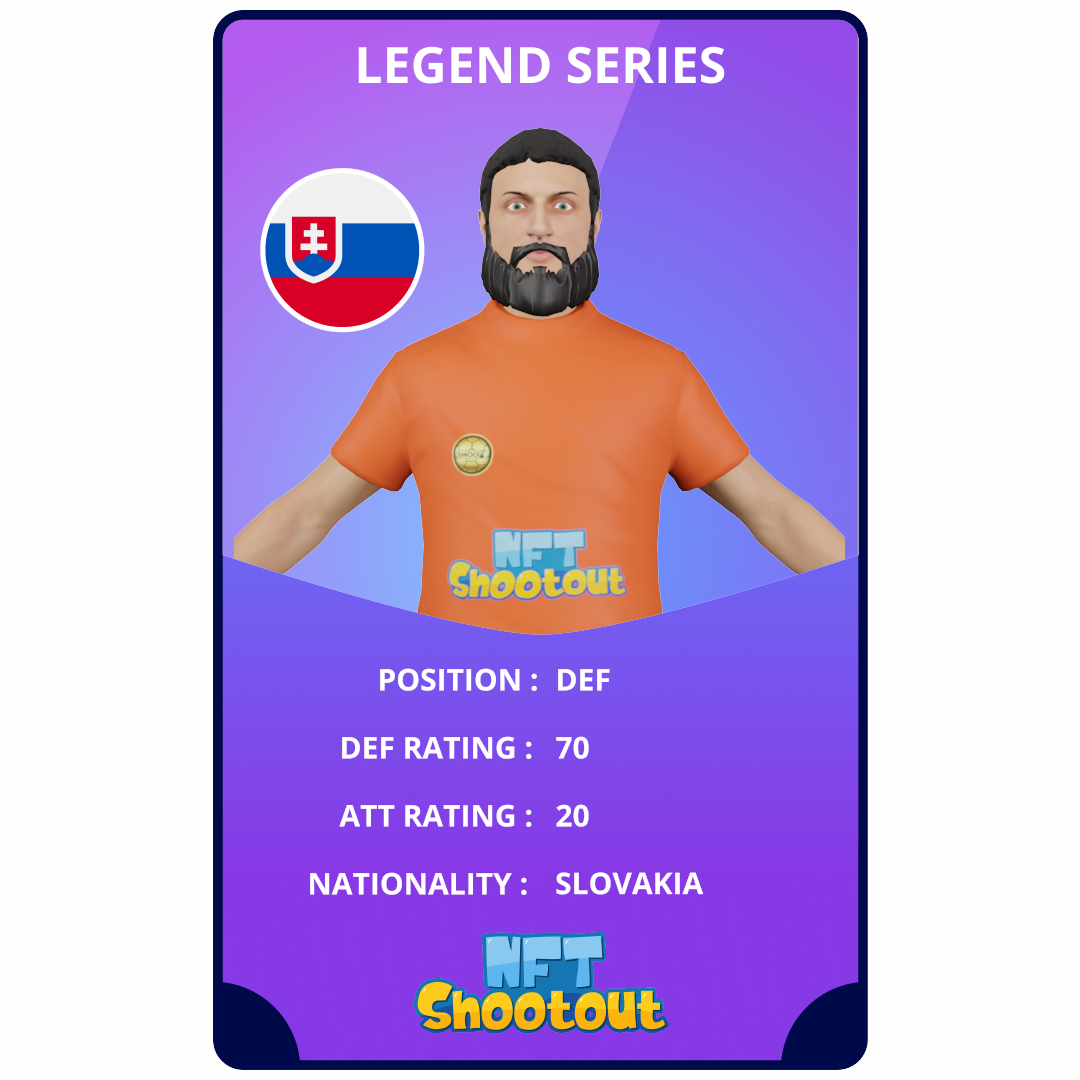 LEGEND SERIES
NFT
Shootout
POSITION : DEF
DEF RATING : 70
ATT RATING : 20
NATIONALITY : SLOVAKIA
NFT
Shootout